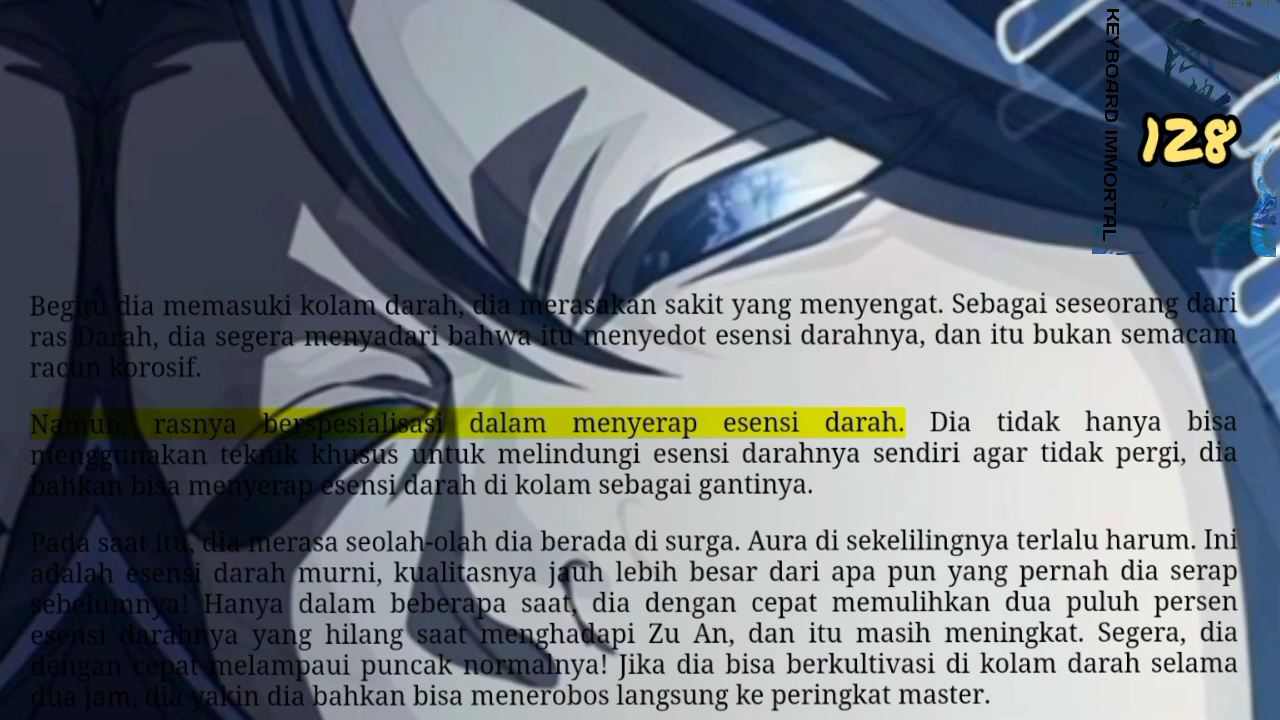 KEYBOARD IMMORTAL
128
Begitu dia memasuki kolam darah, dia merasakan sakit yang menyengat. Sebagai seseorang dari
ras Darah, dia segera menyadari bahwa itu menyedot esensi darahnya, dan itu bukan semacam
racun korosif.
Namun, rasnya berspesialisasi dalam menyerap esensi darah. Dia tidak hanya bisa
menggunakan teknik khusus untuk melindungi esensi darahnya sendiri agar tidak pergi, dia
bahkan bisa menyerap esensi darah di kolam sebagai gantinya.
Pada saat itu, dia merasa seolah-olah dia berada di surga. Aura di sekelilingnya terlalu harum. Ini
adalah esensi darah murni, kualitasnya jauh lebih besar dari apa pun yang pernah dia serap
sebelumnya! Hanya dalam beberapa saat, dia dengan cepat memulihkan dua puluh persen
esensi darahnya yang hilang saat menghadapi Zu An, dan itu masih meningkat. Segera, dia
dengan cepat melampaui puncak normalnya! Jika dia bisa berkultivasi di kolam darah selama
dua jam, dia yakin dia bahkan bisa menerobos langsung ke peringkat master.